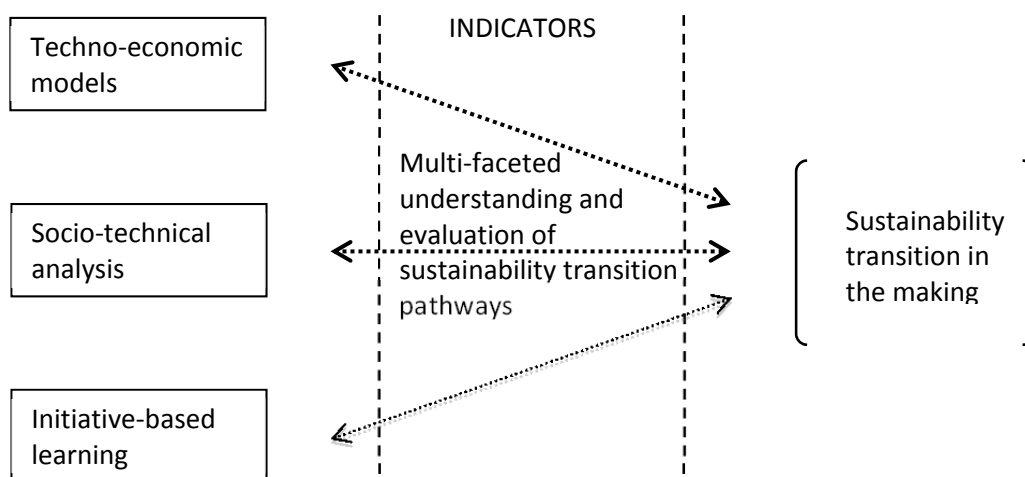 Techno-economic
models
INDICATORS
Multi-faceted
understanding and
evaluation of
sustainability transition
pathways
Socio-technical
analysis
Sustainability
transition in
the making
Initiative-based
learning